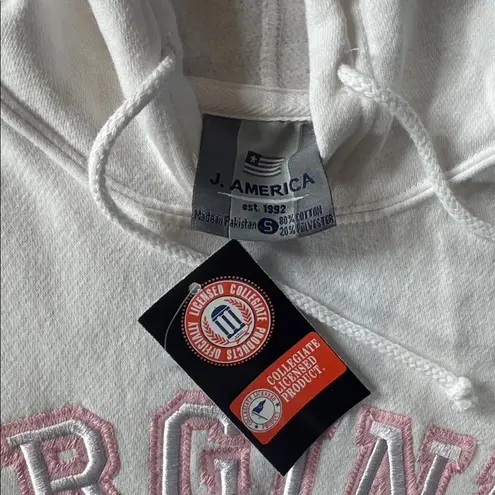 J. AMERICA
est. 1992
Made in Pakistan S 80% COTTON
20% POLYESTER
OFFICIALLY LICENSED COLLEGIATE PRODUCTS
COLLEGIATE
LICENSED
PRODUCT.
RGIN